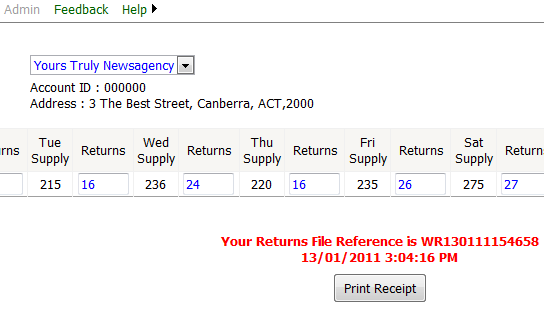 Admin Feedback Help
Yours Truly Newsagency
Account ID : 000000
Address : 3 The Best Street, Canberra, ACT,2000
urns Tue Supply Returns Wed Supply Returns Thu Supply Returns Fri Supply Returns Sat Supply Return
215 16 236 24 220 16 235 26 275 27
Your Returns File Reference is WR130111154658
13/01/2011 3:04:16 PM
Print Receipt